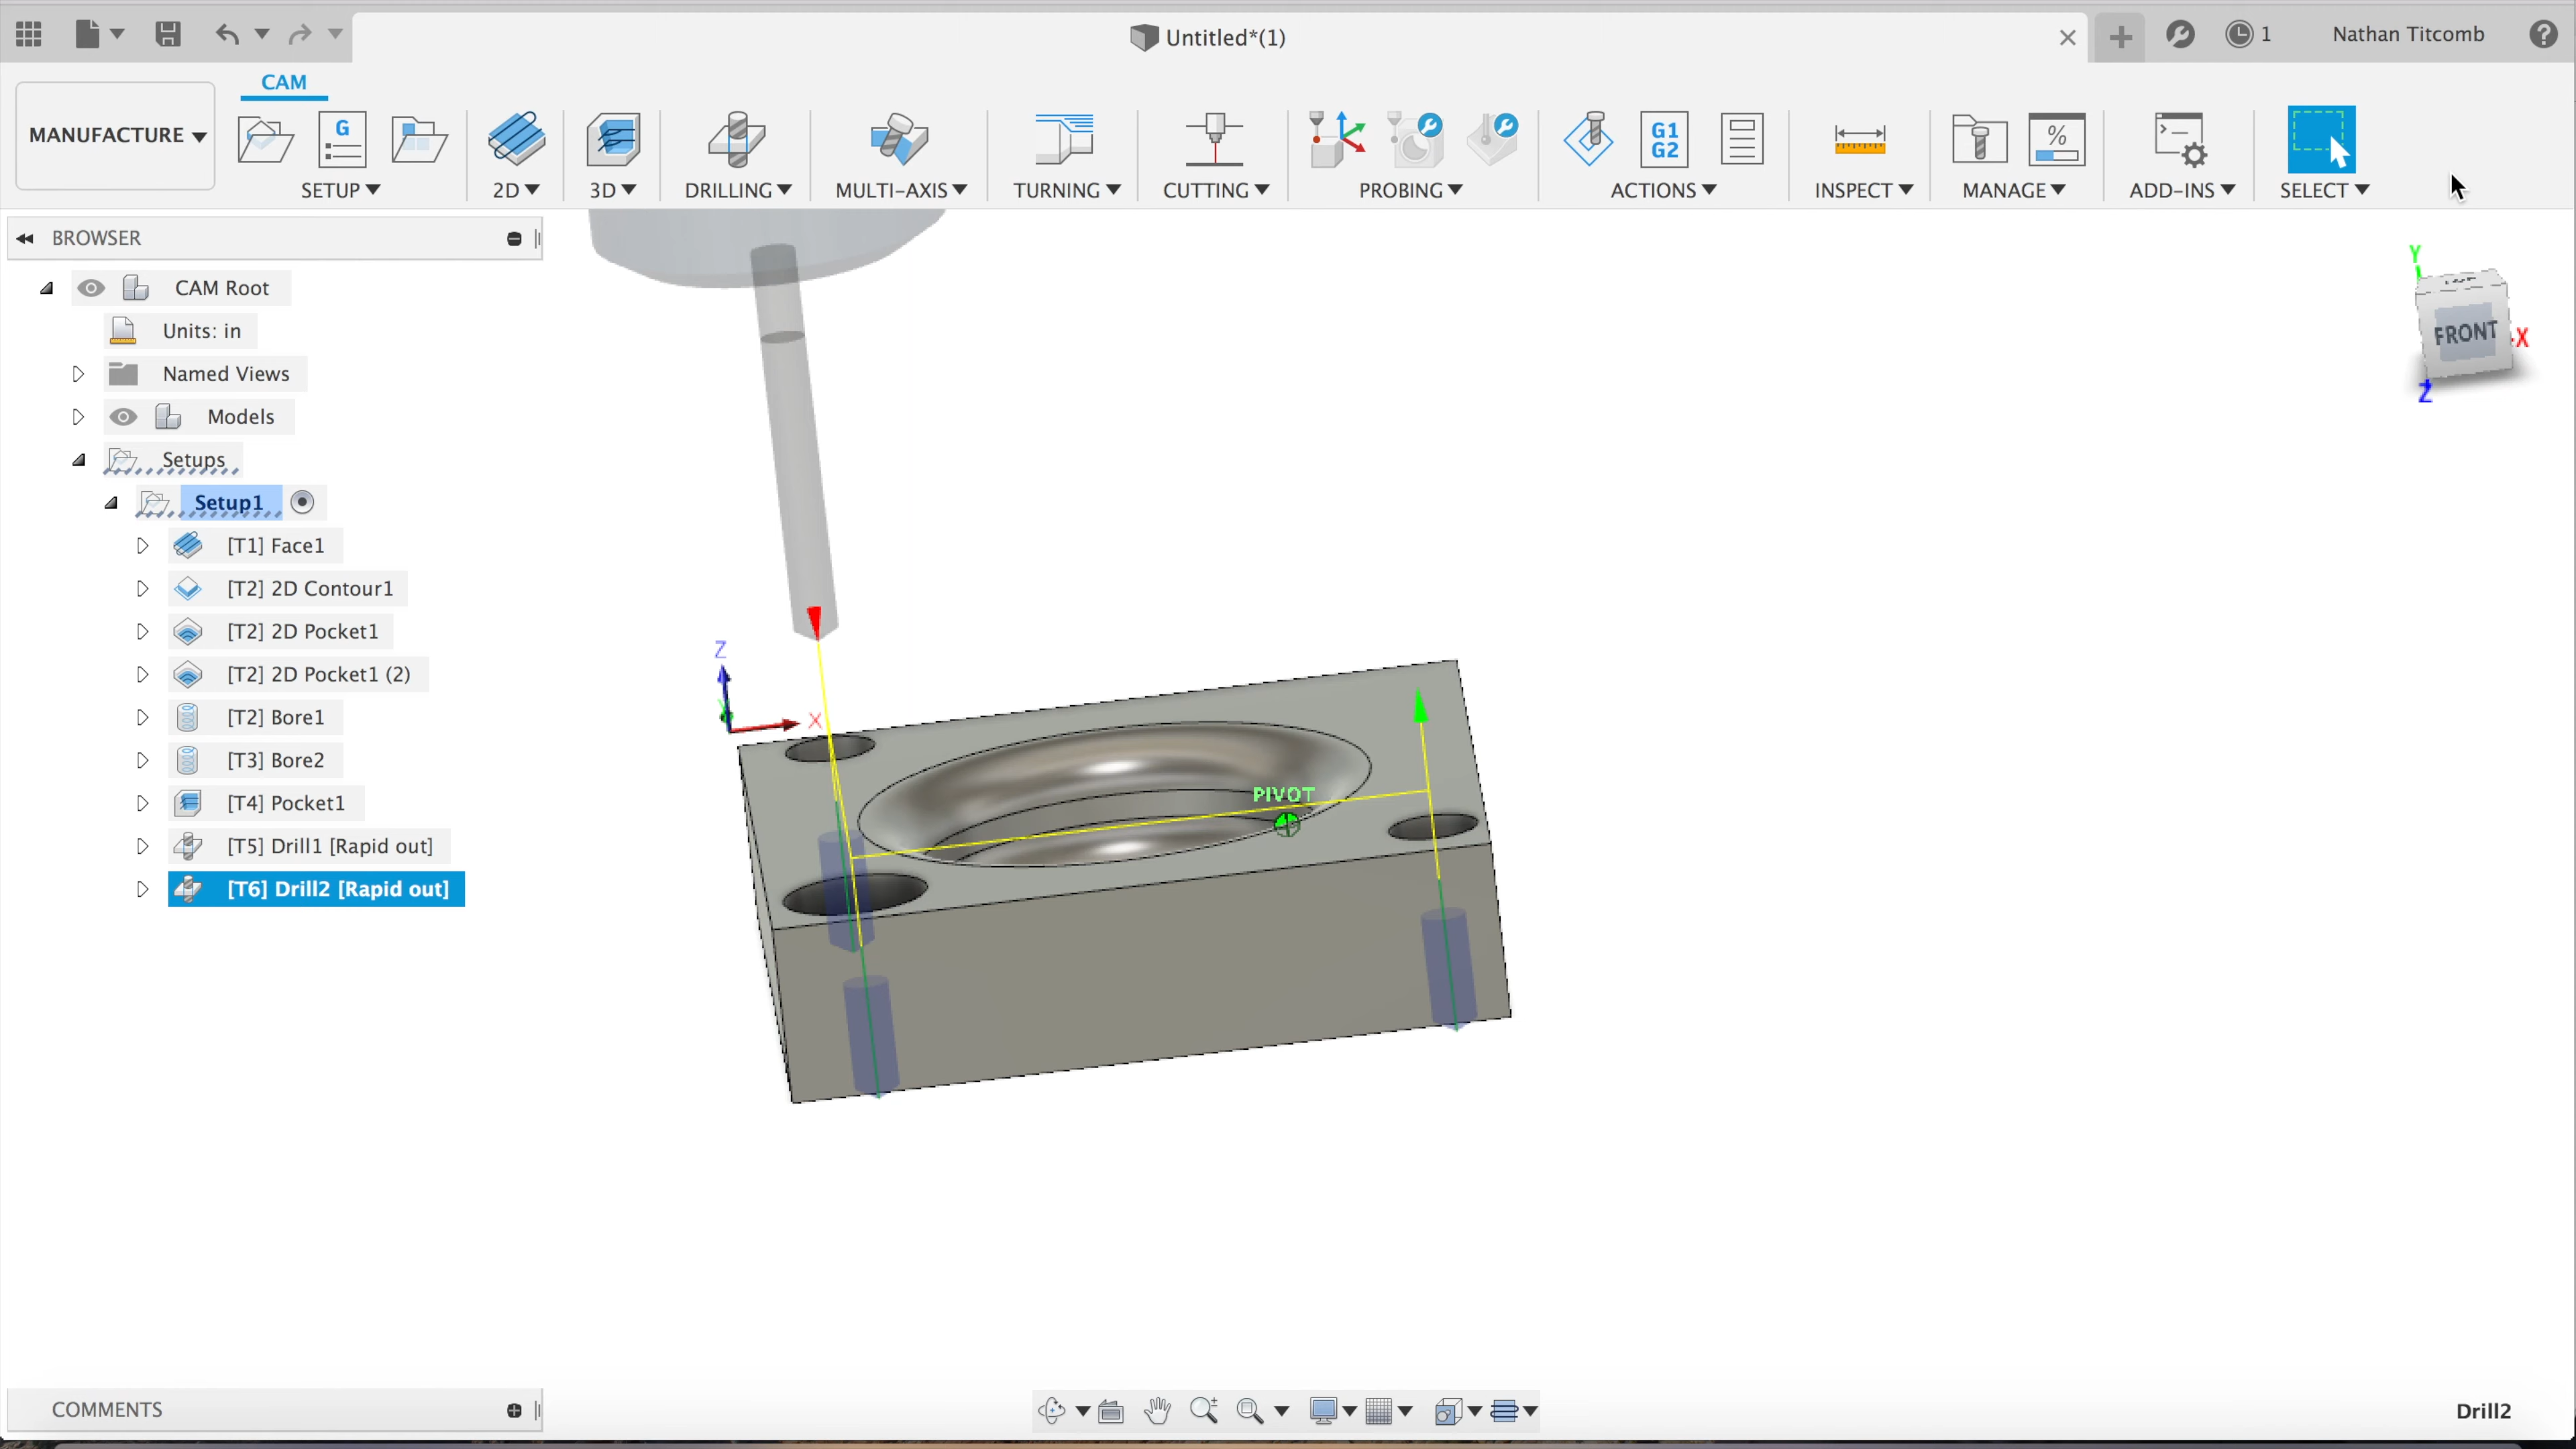 Untitled*(1)
1
Nathan Titcomb
CAM
MANUFACTURE
G
G1
G2
%
SETUP
2D
3D
DRILLING
MULTI-AXIS
TURNING
CUTTING
PROBING
ACTIONS
INSPECT
MANAGE
ADD-INS
SELECT
BROWSER
CAM Root
Units: in
Named Views
Models
Setups
Setup1
[T1] Face1
[T2] 2D Contour1
[T2] 2D Pocket1
[T2] 2D Pocket1 (2)
[T2] Bore1
[T3] Bore2
[T4] Pocket1
[T5] Drill1 [Rapid out]
[T6] Drill2 [Rapid out]
Y
TOP
FRONT
X
Z
Z
X
PIVOT
COMMENTS
Drill2